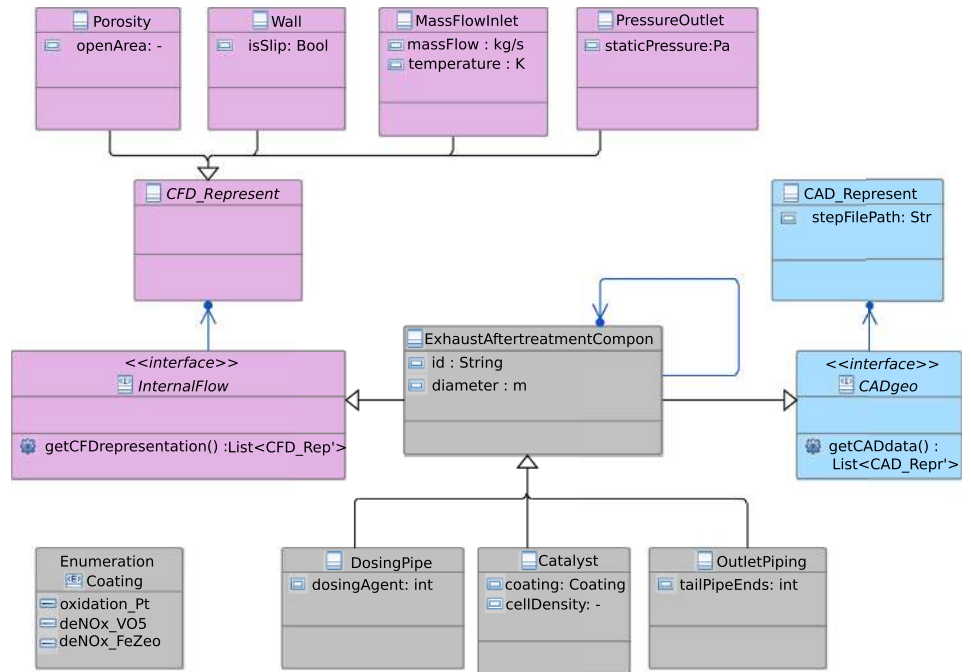 Porosity
openArea: -
Wall
isSlip: Bool
MassFlowInlet
massFlow : kg/s
temperature : K
PressureOutlet
staticPressure:Pa
CFD_Represent
CAD_Represent
stepFilePath: Str
ExhaustAftertreatmentCompon
id : String
diameter : m
<<interface>>
InternalFlow
getCFDrepresentation() :List<CFD_Rep'>
<<interface>>
CADgeo
getCADdata() :
List<CAD_Repr'>
Enumeration
<E> Coating
oxidation_Pt
deNOx_VO5
deNOx_FeZeo
DosingPipe
dosingAgent: int
Catalyst
coating: Coating
cellDensity: -
OutletPiping
tailPipeEnds: int